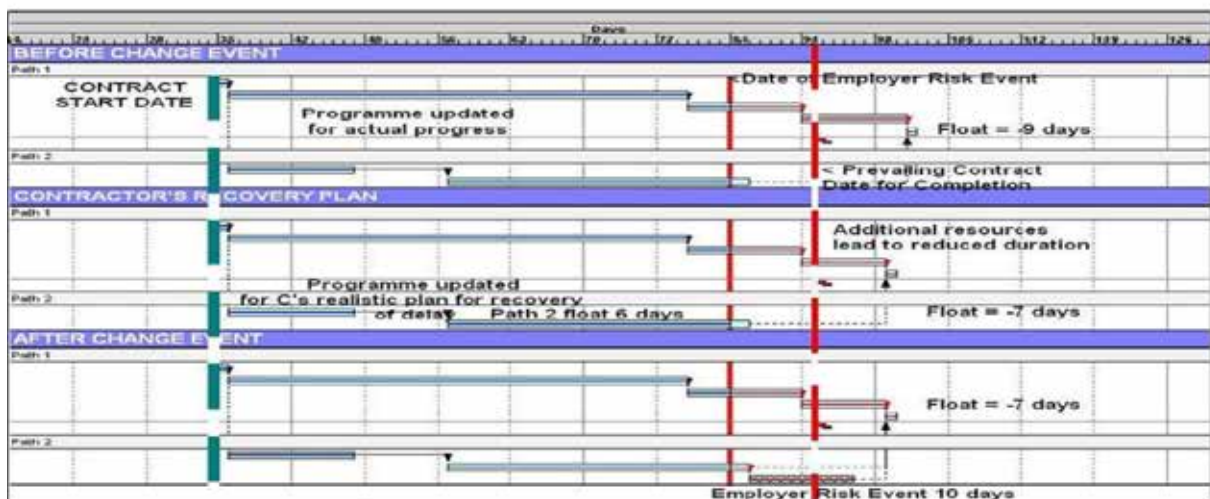 Days
BEFORE CHANGE EVENT
Path 1
CONTRACT
START DATE
<Date of Employer Risk Event
Programme updated
for actual progress
Float = -9 days
Path 2
< Prevailing Contract
Date for Completion
CONTRACTOR'S RECOVERY PLAN
Path 1
Additional resources
lead to reduced duration
Programme updated
for C's realistic plan for recovery
of delay
Path 2
Path 2 float 6 days
Float = -7 days
AFTER CHANGE EVENT
Path 1
Float = -7 days
Path 2
Employer Risk Event 10 days